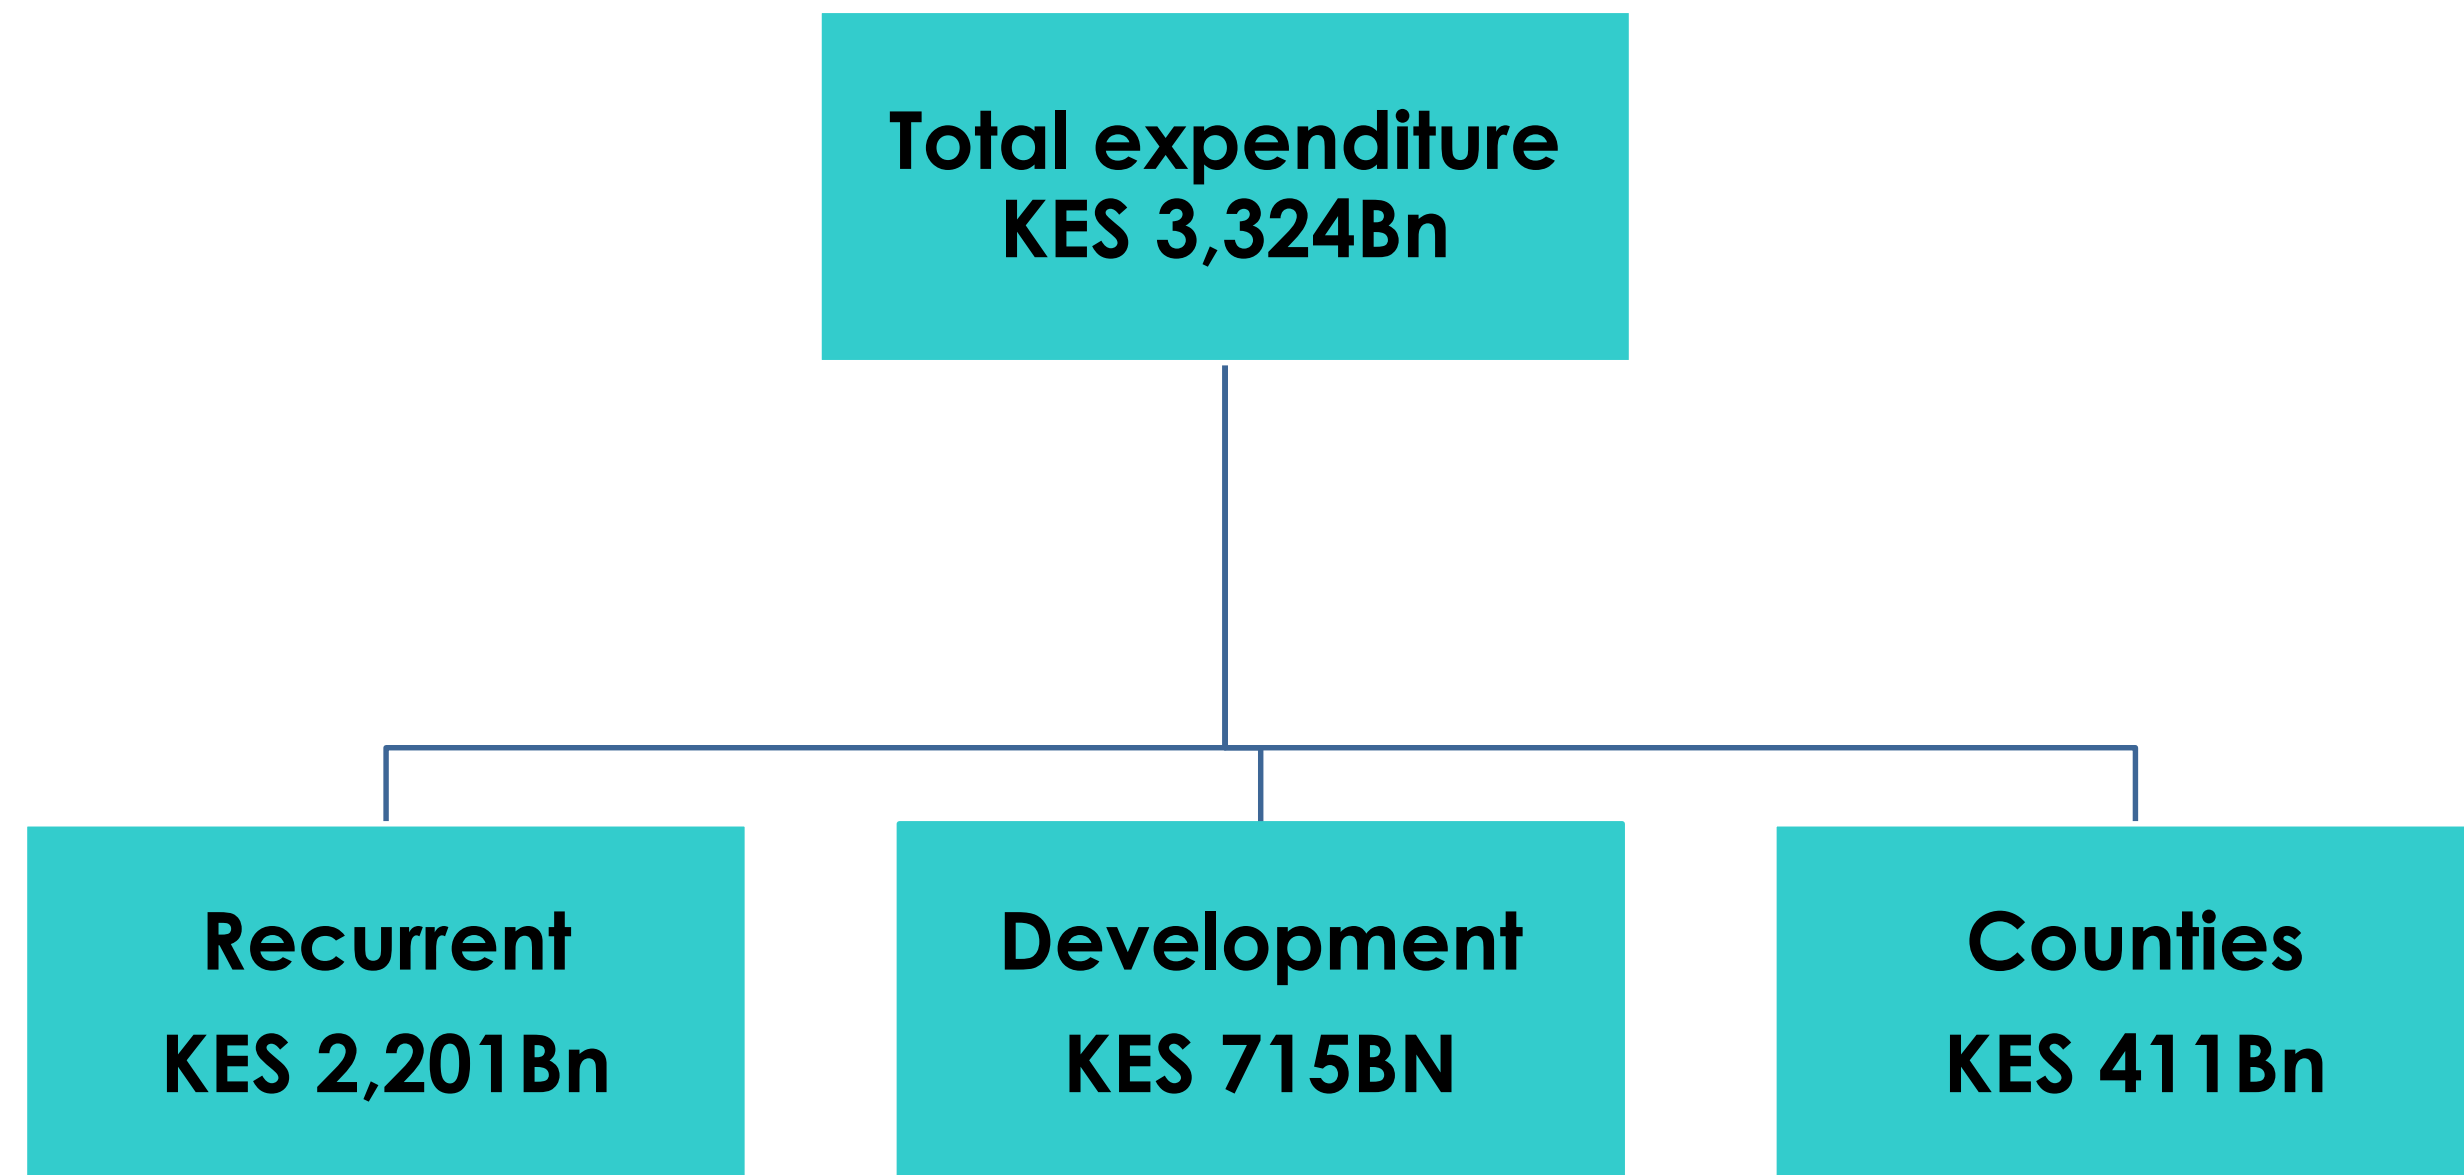 Total expenditure
KES 3,324Bn
Recurrent
KES 2,201Bn
Development
KES 715BN
Counties
KES 411Bn